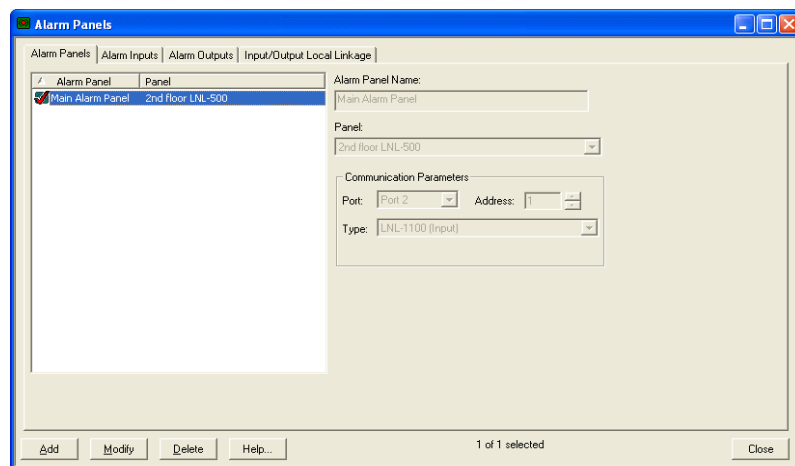 Alarm Panels
Alarm Panels Alarm Inputs Alarm Outputs Input/Output Local Linkage
Alarm Panel Panel
Main Alarm Panel 2nd floor LNL-500
Alarm Panel Name:
Main Alarm Panel
Panel:
2nd floor LNL-500
Communication Parameters
Port: Port 2 Address: 1
Type: LNL-1100 (Input)
Add Modify Delete Help... 1 of 1 selected Close